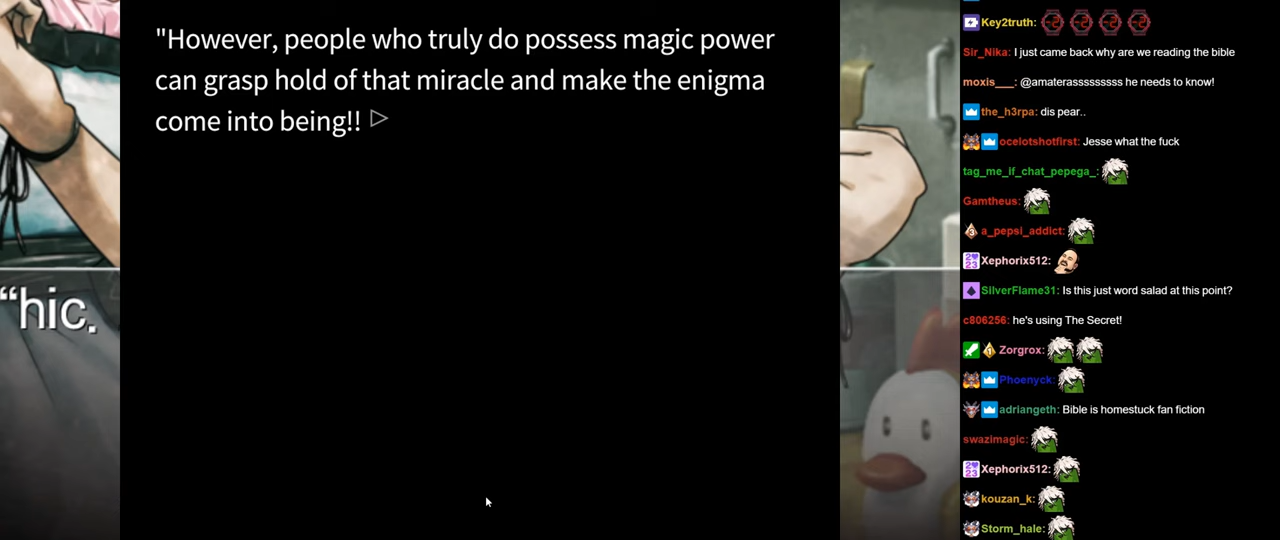 "However, people who truly do possess magic power
can grasp hold of that miracle and make the enigma
come into being!!
“hic.
Key2truth:
Sir_Nika: I just came back why are we reading the bible
moxis___: @amaterasssssssss he needs to know!
the_h3rpa: dis pear..
ocelotshotfirst: Jesse what the fuck
tag_me_if_chat_pepega_:
Gamtheus:
a_pepsi_addict:
Xephorix512:
SilverFlame31: Is this just word salad at this point?
c806256: he's using The Secret!
Zorgrox:
Phoenyck:
adriangeth: Bible is homestuck fan fiction
swazimagic:
Xephorix512:
kouzan_k:
Storm_hale: